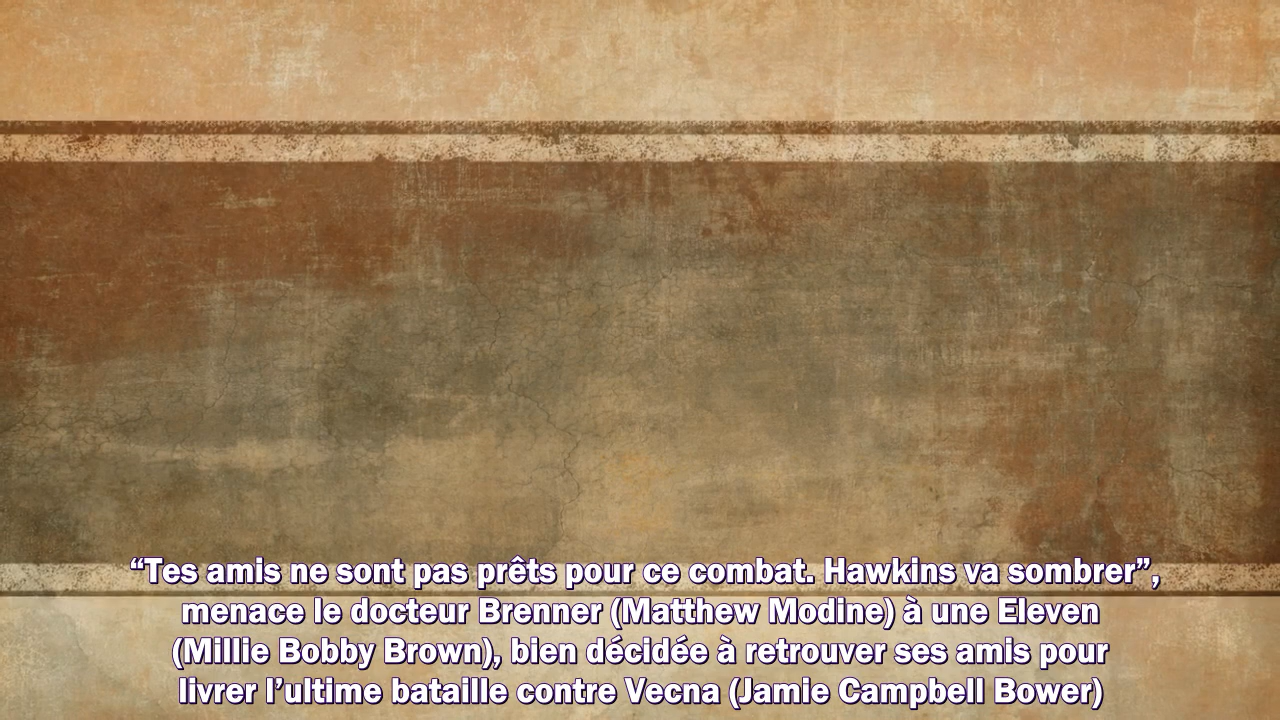 “Tes amis ne sont pas prêts pour ce combat. Hawkins va sombrer”,
menace le docteur Brenner (Matthew Modine) à une Eleven
(Millie Bobby Brown), bien décidée à retrouver ses amis pour
livrer l’ultime bataille contre Vecna (Jamie Campbell Bower)